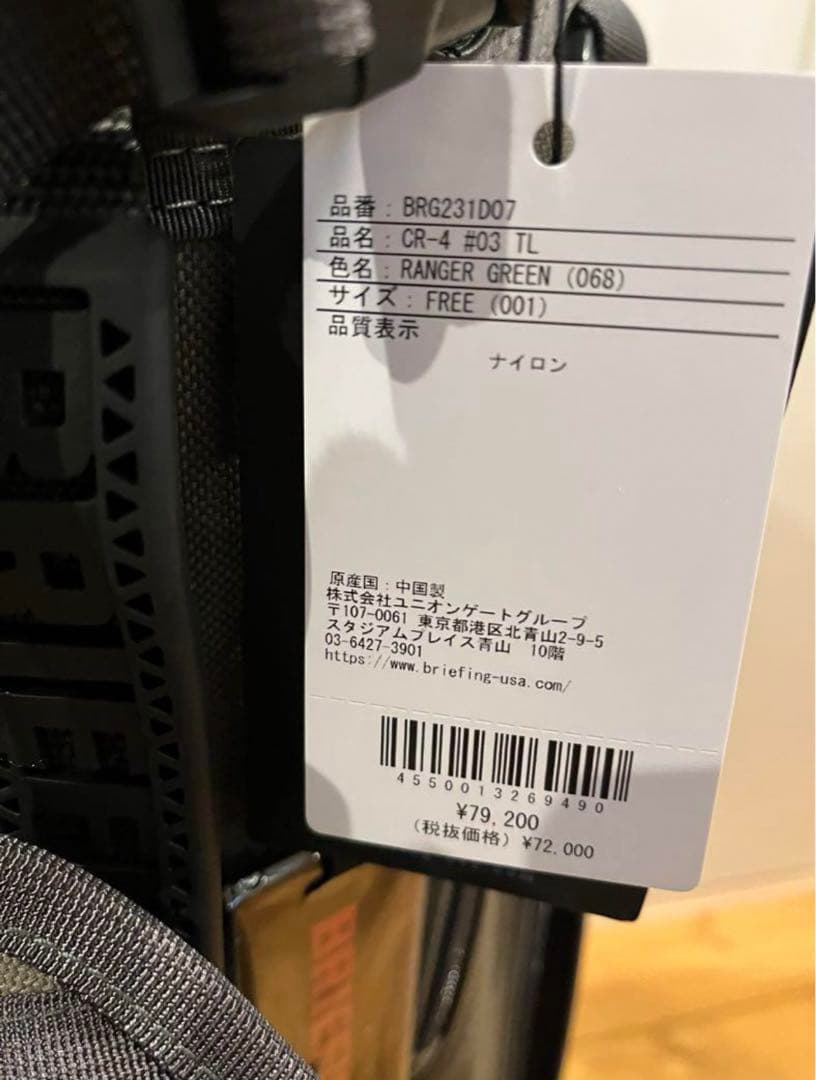 品番：BRG231D07
品名：CR-4 #03 TL
色名：RANGER GREEN (068)
サイズ：FREE (001)
品質表示
ナイロン
原産国：中国製
株式会社ユニオンゲートグループ
〒107-0061 東京都港区北青山2-9-5
スタジアムプレイス青山　10階
03-6427-3901
https://www.briefing-usa.com/
4550013269490
¥79,200
（税抜価格）¥72,000